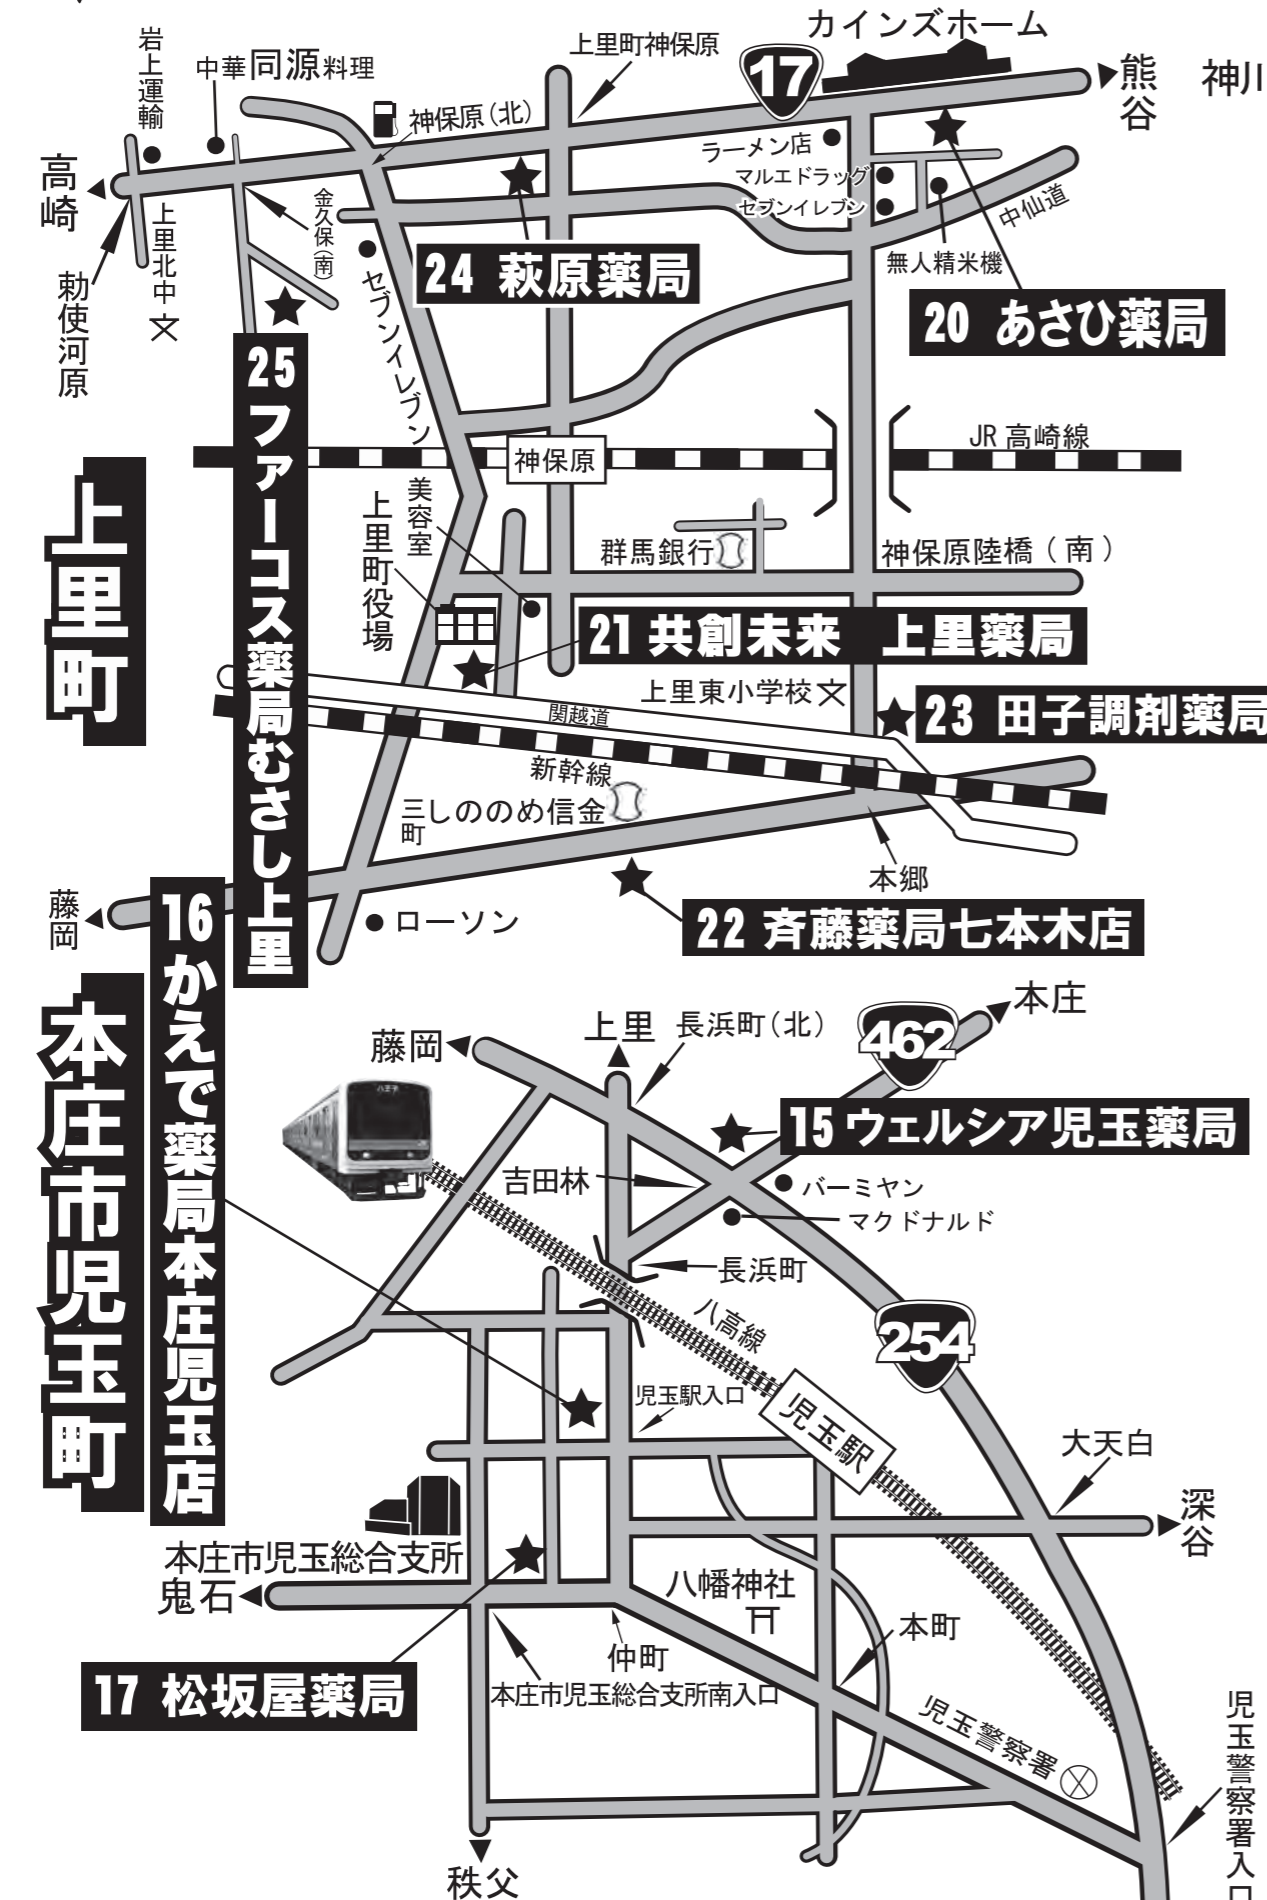 カインズホーム
岩上運輸
中華同源料理
上里町神保原
17
熊谷
神川
神保原(北)
ラーメン店
マルエドラッグ
セブンイレブン
中仙道
高崎
上里北中
金久保(南)
勅使河原
セブンイレブン
無人精米機
24 萩原薬局
20 あさひ薬局
25 ファーコス薬局むさし上里
上里町
神保原
JR高崎線
美容室
上里町役場
群馬銀行
神保原陸橋(南)
21 共創未来 上里薬局
上里東小学校
23 田子調剤薬局
関越道
新幹線
三町
しののめ信金
本郷
藤岡
ローソン
22 斉藤薬局七本木店
16 かえで薬局本庄児玉店
本庄市児玉町
藤岡
上里
長浜町(北)
462
本庄
八王子
15 ウェルシア児玉薬局
吉田林
バーミヤン
マクドナルド
長浜町
八高線
254
児玉駅入口
児玉駅
大天白
深谷
本庄市児玉総合支所
鬼石
八幡神社
仲町
本町
本庄市児玉総合支所南入口
17 松坂屋薬局
児玉警察署
児玉警察署入口
秩父